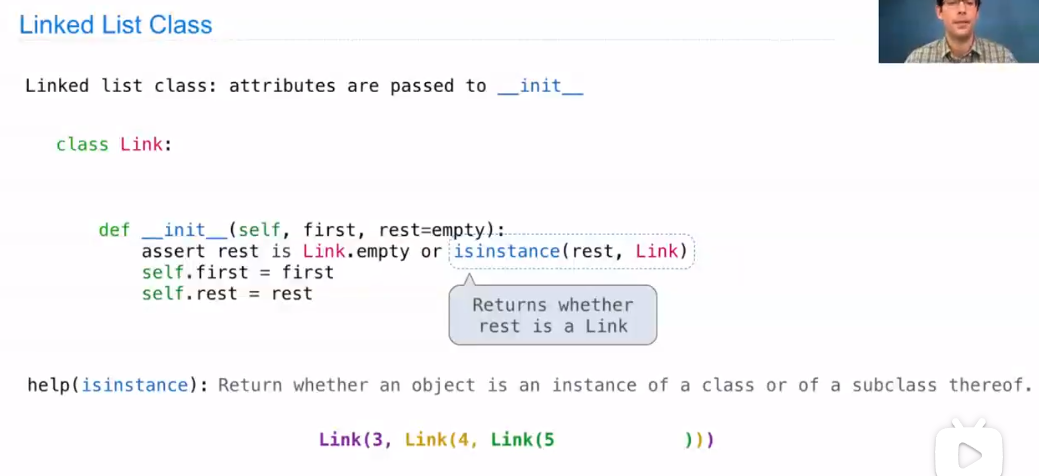 Linked List Class
Linked list class: attributes are passed to __init__
class Link:
def __init__(self, first, rest=empty):
assert rest is Link.empty or isinstance(rest, Link)
self.first = first
self.rest = rest
Returns whether
rest is a Link
help(isinstance): Return whether an object is an instance of a class or of a subclass thereof.
Link(3, Link(4, Link(5 )))